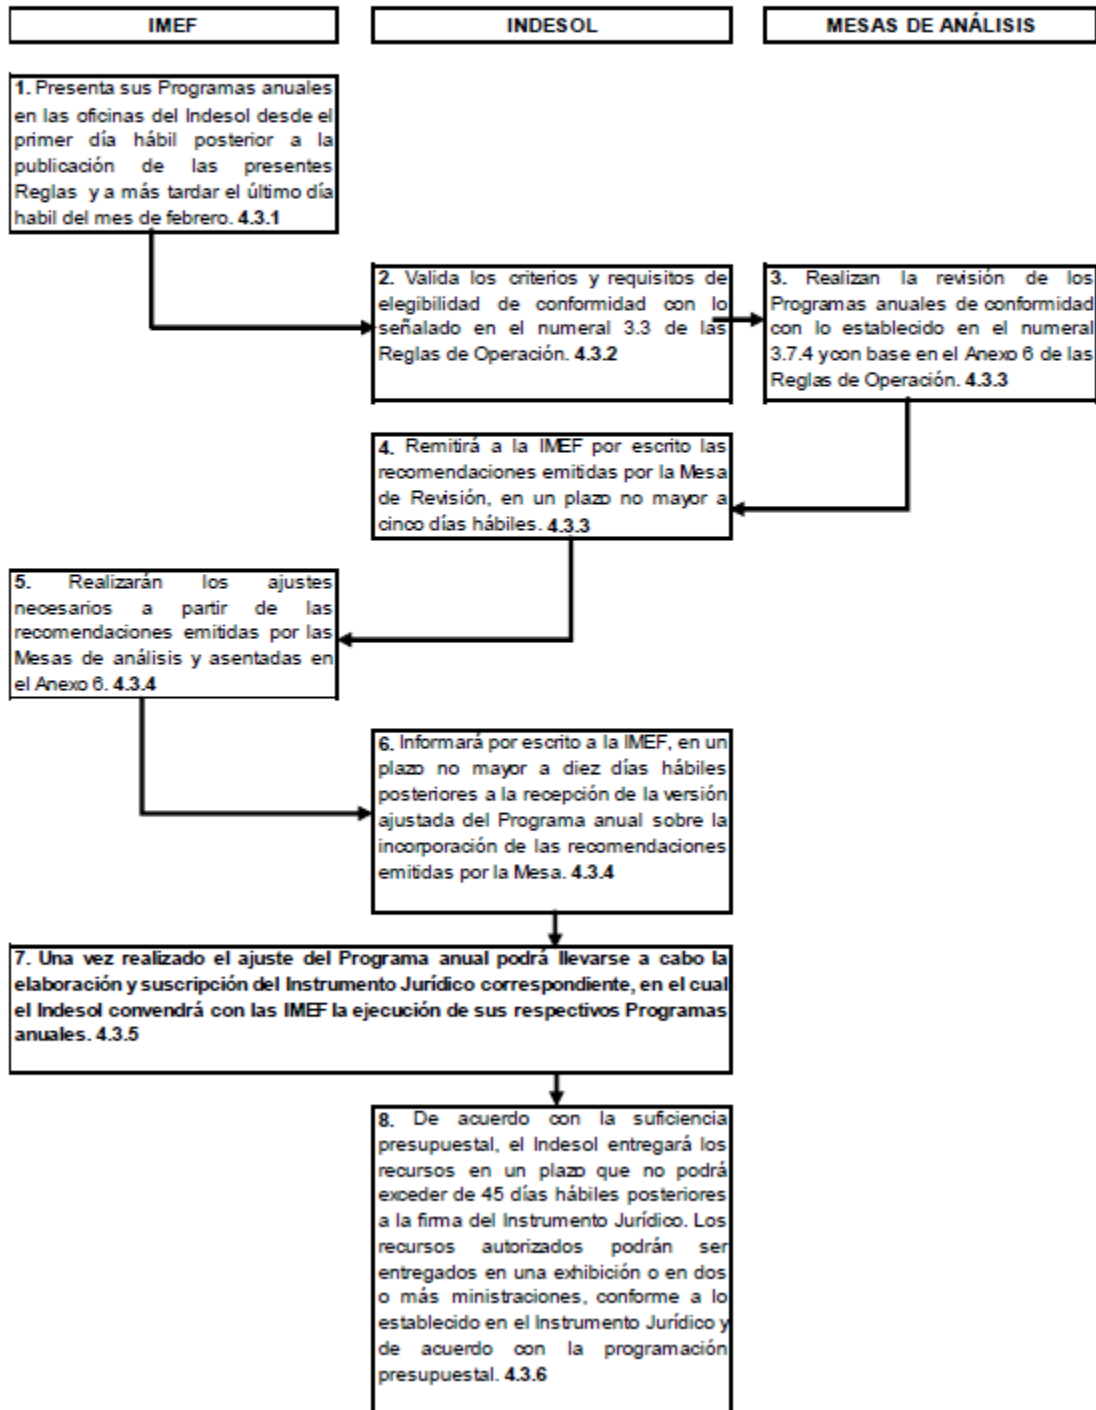 IMEF
INDESOL
MESAS DE ANÁLISIS
1. Presenta sus Programas anuales
en las oficinas del Indesol desde el
primer día hábil posterior a la
publicación de las presentes
Reglas y a más tardar el último día
habil del mes de febrero. 4.3.1
2. Valida los criterios y requisitos de
elegibilidad de conformidad con lo
señalado en el numeral 3.3 de las
Reglas de Operación. 4.3.2
3. Realizan la revisión de los
Programas anuales de conformidad
con lo establecido en el numeral
3.7.4 ycon base en el Anexo 6 de las
Reglas de Operación. 4.3.3
4. Remitirá a la IMEF por escrito las
recomendaciones emitidas por la Mesa
de Revisión, en un plazo no mayor a
cinco días hábiles. 4.3.3
5. Realizarán los ajustes
necesarios a partir de las
recomendaciones emitidas por las
Mesas de análisis y asentadas en
el Anexo 6. 4.3.4
6. Informará por escrito a la IMEF, en un
plazo no mayor a diez días hábiles
posteriores a la recepción de la versión
ajustada del Programa anual sobre la
incorporación de las recomendaciones
emitidas por la Mesa. 4.3.4
7. Una vez realizado el ajuste del Programa anual podrá llevarse a cabo la
elaboración y suscripción del Instrumento Jurídico correspondiente, en el cual
el Indesol convendrá con las IMEF la ejecución de sus respectivos Programas
anuales. 4.3.5
8. De acuerdo con la suficiencia
presupuestal, el Indesol entregará los
recursos en un plazo que no podrá
exceder de 45 días hábiles posteriores
a la firma del Instrumento Jurídico. Los
recursos autorizados podrán ser
entregados en una exhibición o en dos
o más ministraciones, conforme a lo
establecido en el Instrumento Jurídico y
de acuerdo con la programación
presupuestal. 4.3.6